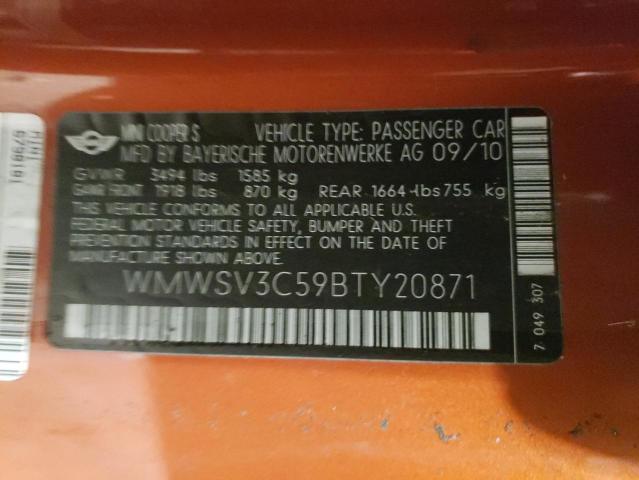 MINI COOPER S VEHICLE TYPE: PASSENGER CAR
MFD BY BAYERISCHE MOTORENWERKE AG 09/10
GVWR 3494 lbs 1585 kg
GAWR FRONT 1918 lbs 870 kg REAR 1664 lbs 755 kg
THIS VEHICLE CONFORMS TO ALL APPLICABLE U.S.
FEDERAL MOTOR VEHICLE SAFETY, BUMPER AND THEFT
PREVENTION STANDARDS IN EFFECT ON THE DATE OF
MANUFACTURE SHOWN ABOVE.
WMWSV3C59BTY20871
7 049 307
MINI